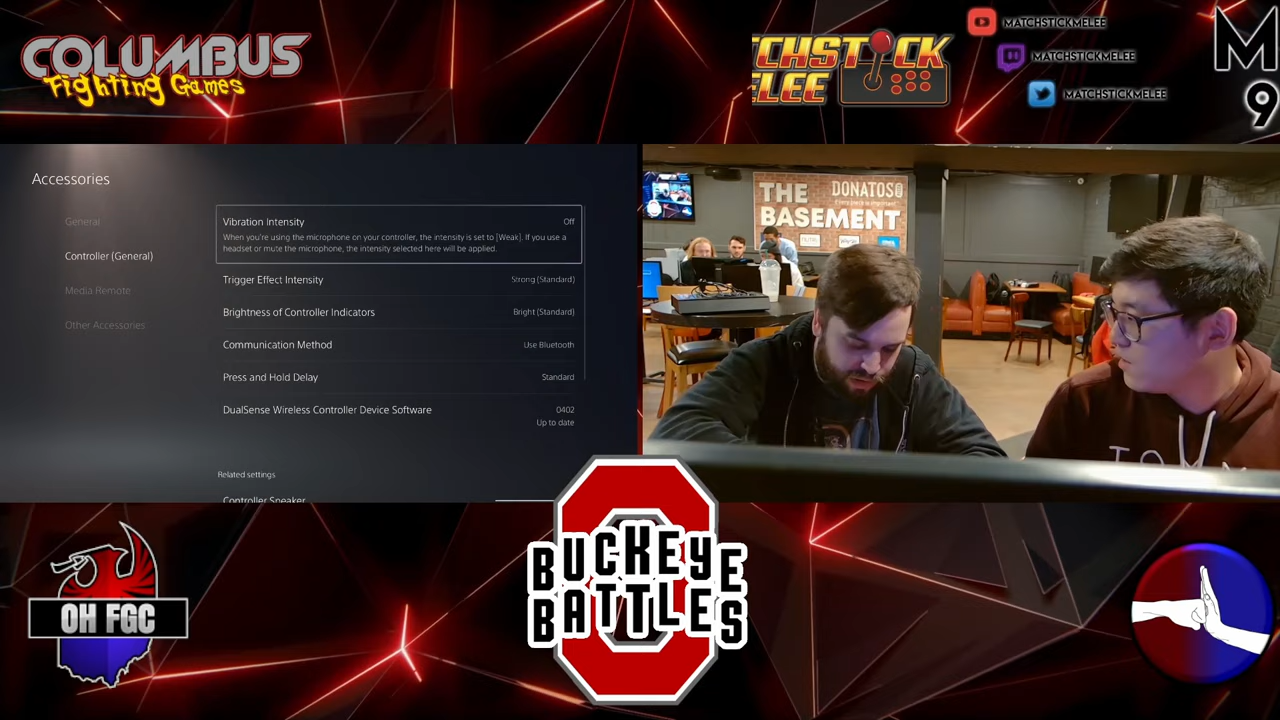 COLUMBUS
Fighting Games
TCHST CK
ELEE
MATCHSTICKMELEE
MATCHSTICKMELEE
MATCHSTICKMELEE
M
9
Accessories
General
Controller (General)
Media Remote
Other Accessories
Vibration Intensity
Off
When you're using the microphone on your controller, the intensity is set to [Weak]. If you use a
headset or mute the microphone, the intensity selected here will be applied.
Trigger Effect Intensity
Strong (Standard)
Brightness of Controller Indicators
Bright (Standard)
Communication Method
Use Bluetooth
Press and Hold Delay
Standard
DualSense Wireless Controller Device Software
0402
Up to date
Related settings
Controller Speaker
THE
BASEMENT
DONATOS
OH FGC
BUCKEYE
BATTLES